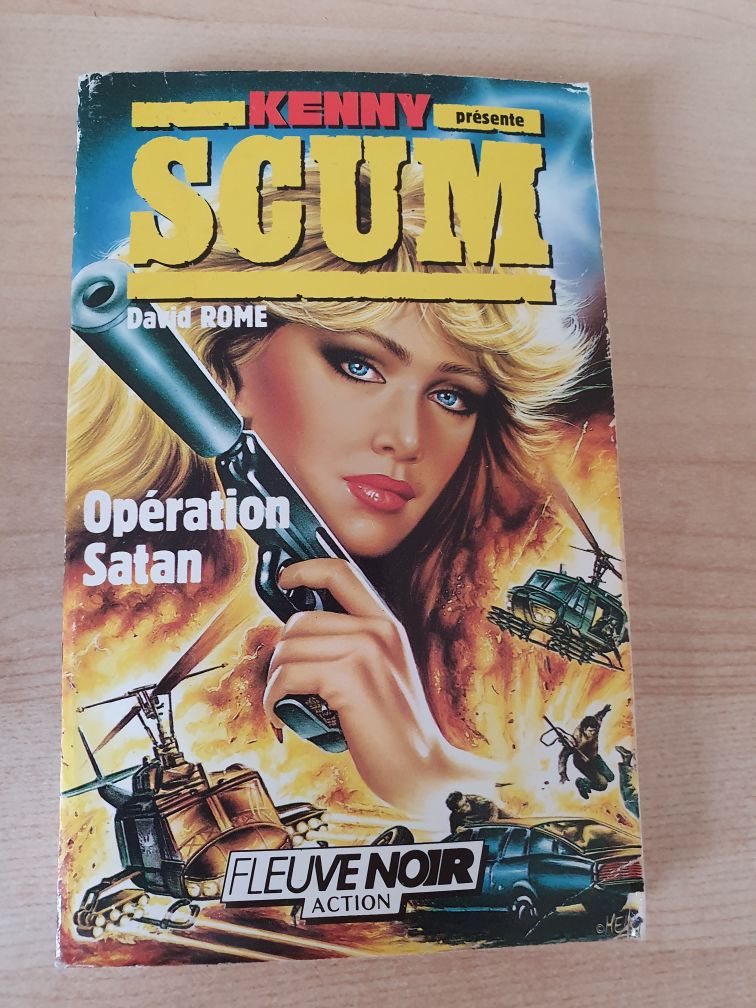 KENNY présente
SCUM
David ROME
Opération
Satan
FLEUVE NOIR
ACTION